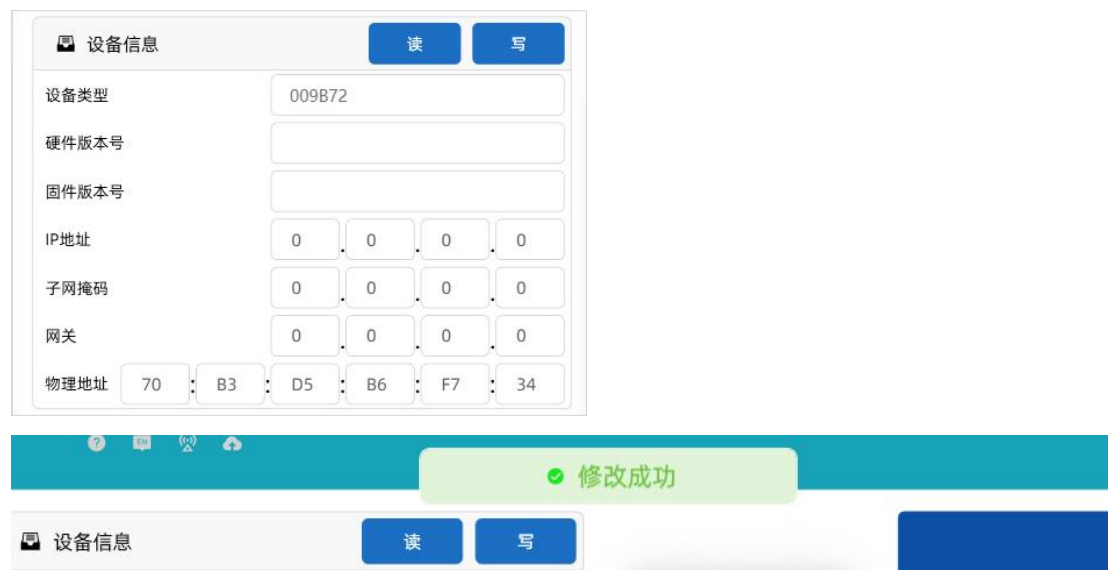 设备信息 读 写
设备类型 009B72
硬件版本号
固件版本号
IP地址 0 . 0 . 0 . 0
子网掩码 0 . 0 . 0 . 0
网关 0 . 0 . 0 . 0
物理地址 70 : B3 : D5 : B6 : F7 : 34
? EN
修改成功
设备信息 读 写